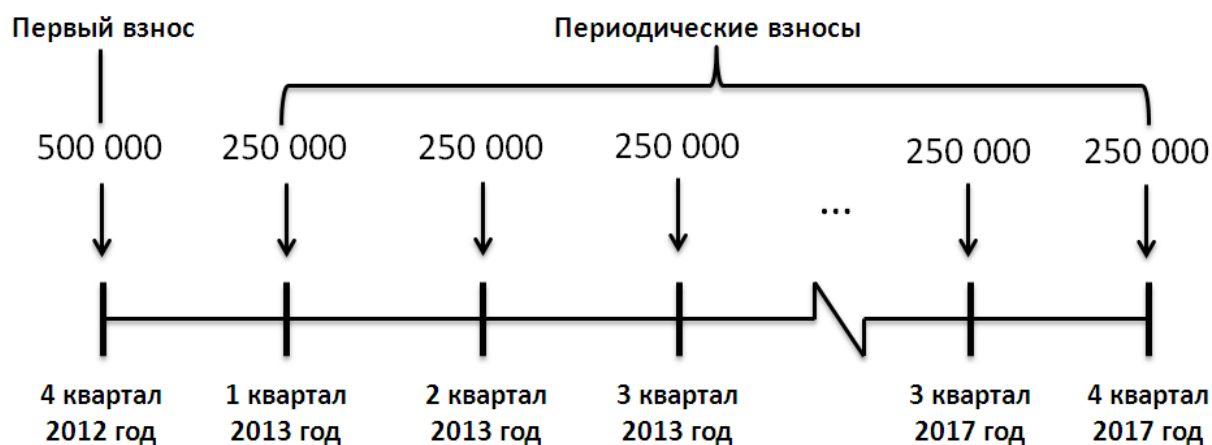 Первый взнос Периодические взносы
500 000 250 000 250 000 250 000 250 000 250 000
...
4 квартал 1 квартал 2 квартал 3 квартал 3 квартал 4 квартал
2012 год 2013 год 2013 год 2013 год 2017 год 2017 год